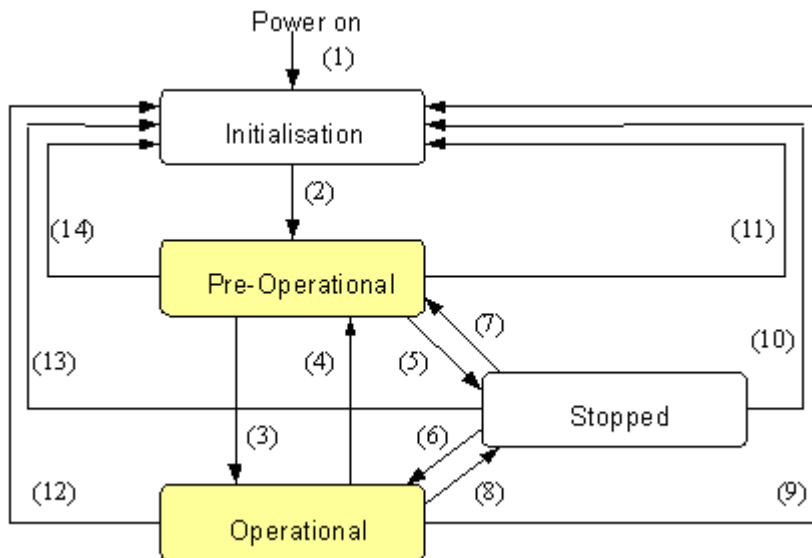 Power on
(1)
Initialisation
(2)
(14)
(11)
Pre-Operational
(7)
(13)
(4)
(5)
(10)
Stopped
(3)
(6)
(12)
(8)
(9)
Operational